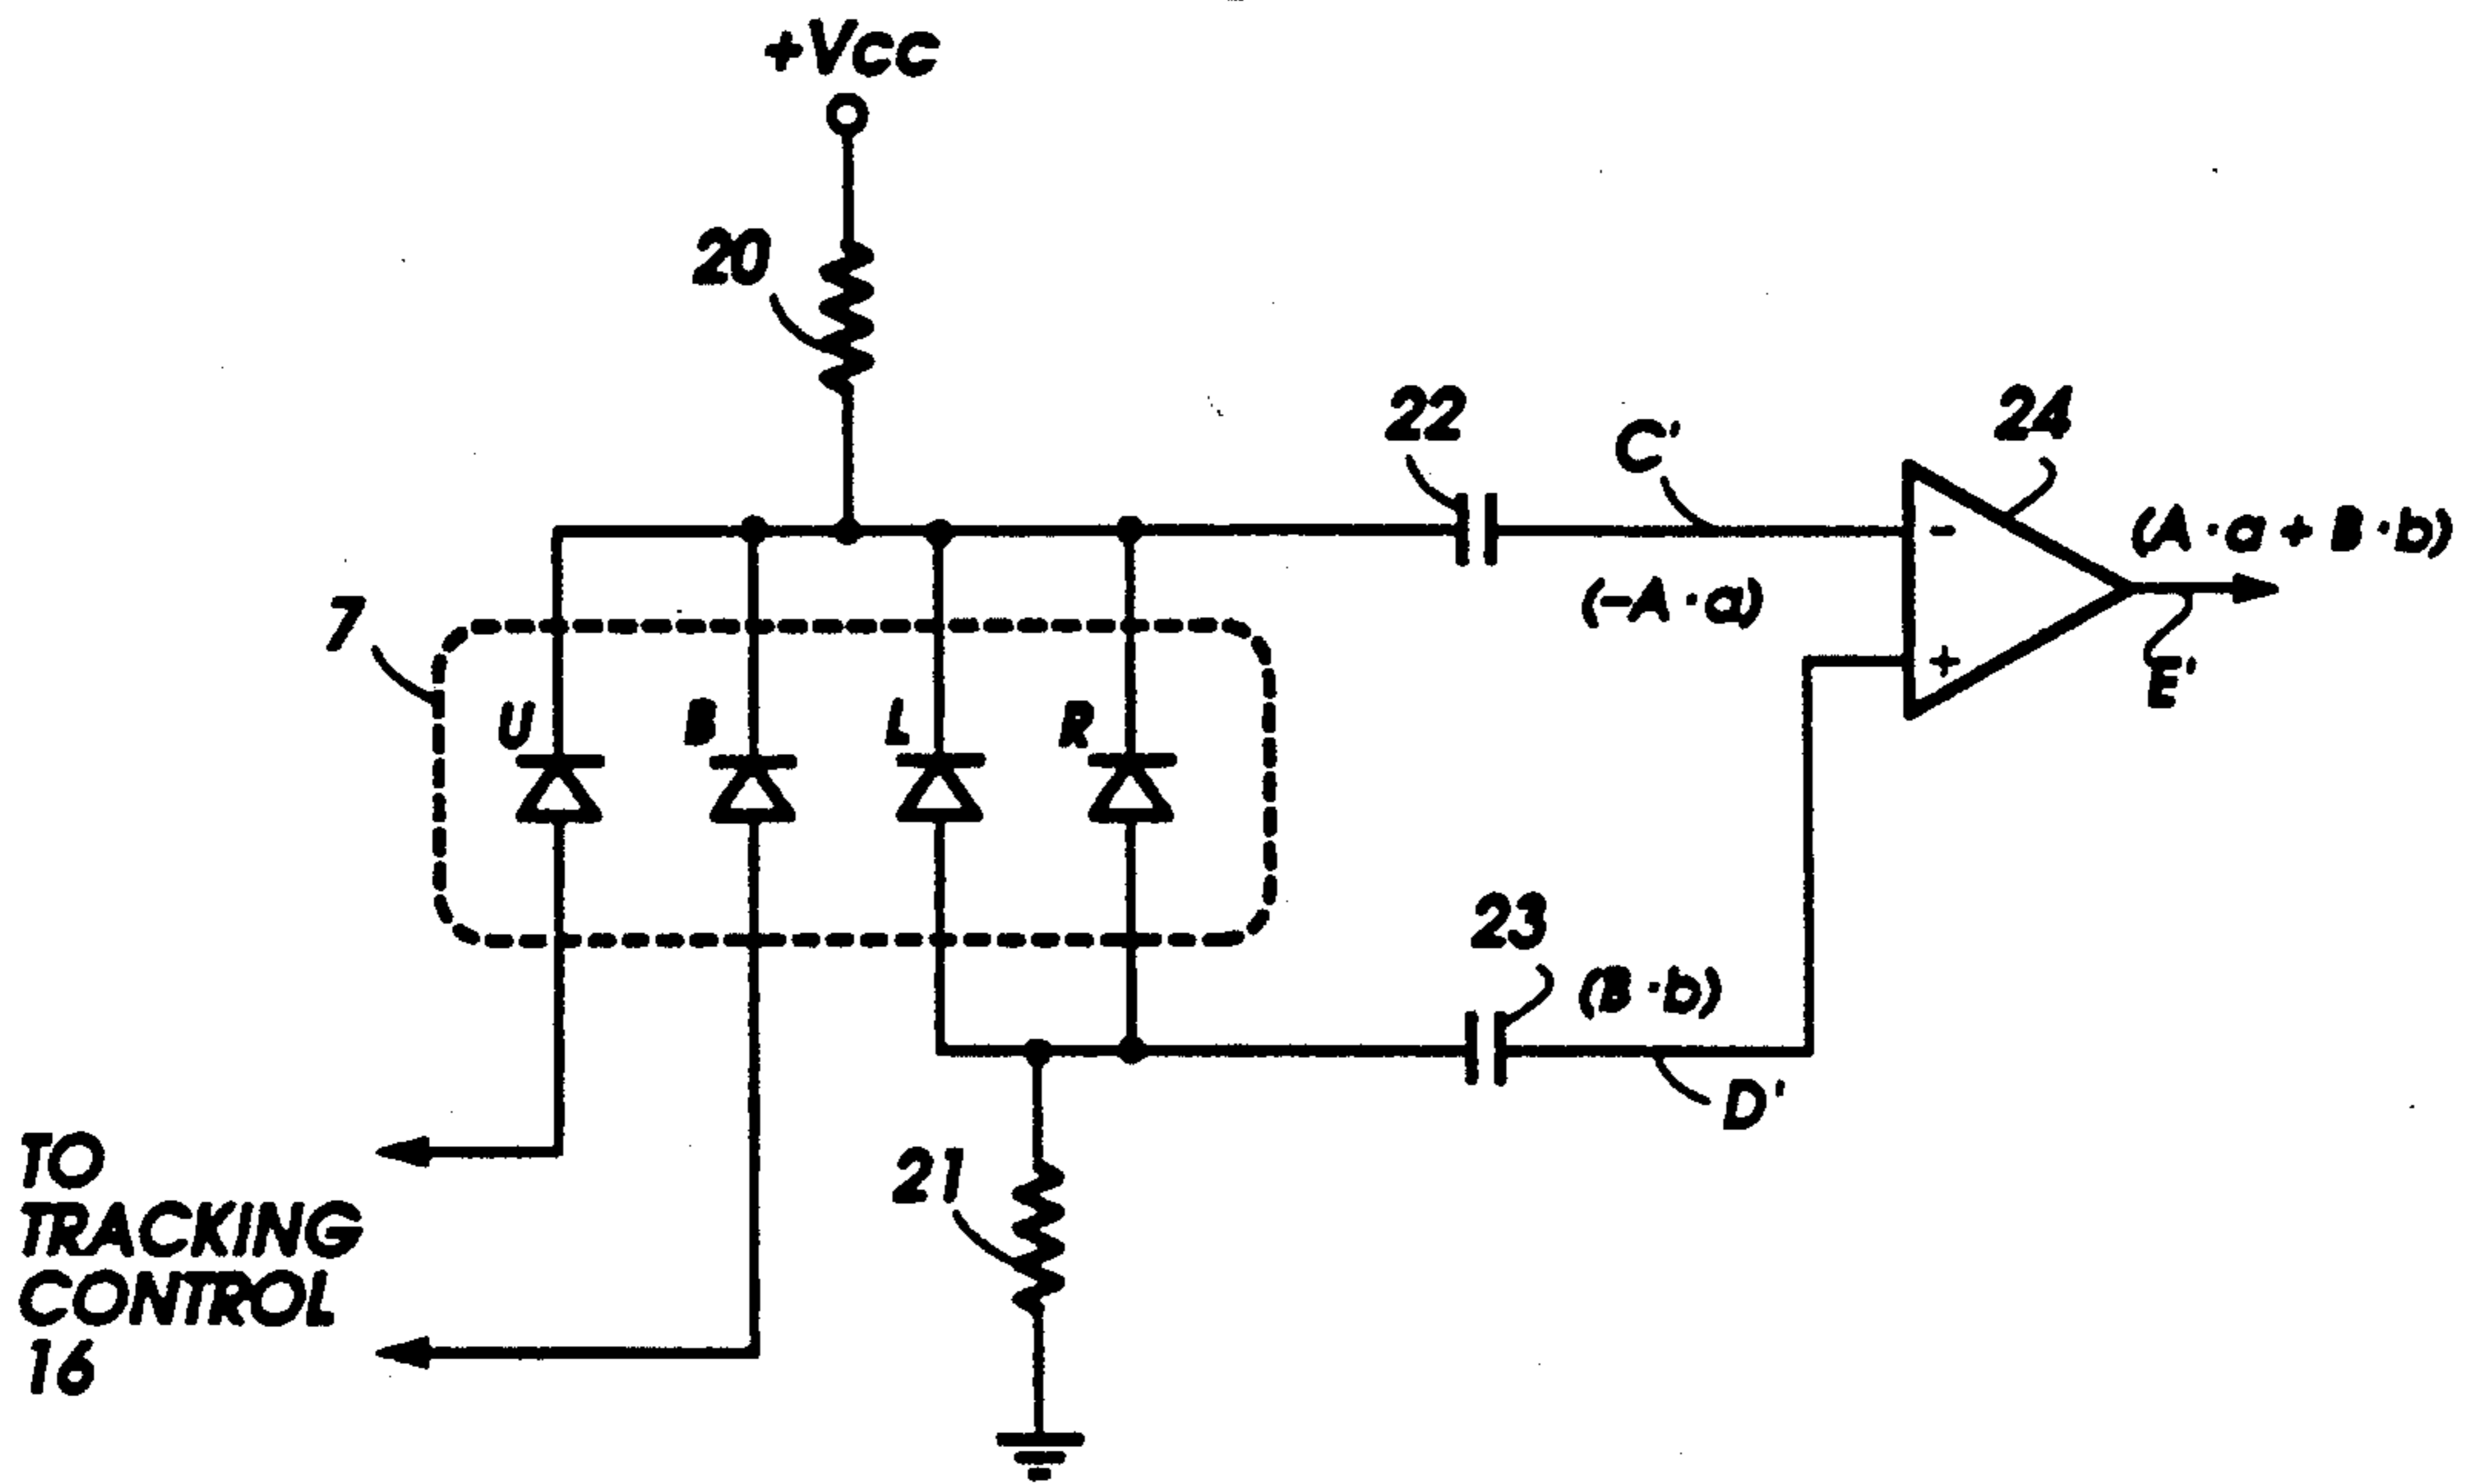 +VCC
20
22
C'
24
(A·a + B·b)
-
(-A·a)
7
+
E'
U
B
L
R
23
(B·b)
D'
21
TO
TRACKING
CONTROL
16